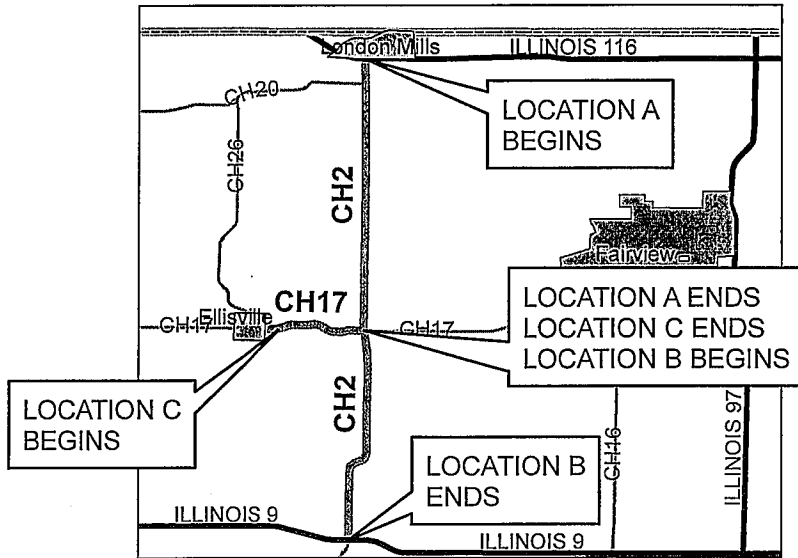 London Mills
ILLINOIS 116
CH20
LOCATION A
BEGINS
CH26
CH2
Fairview
CH17
Ellisville
CH17
CH17
LOCATION A ENDS
LOCATION C ENDS
LOCATION B BEGINS
LOCATION C
BEGINS
CH2
LOCATION B
ENDS
CH16
ILLINOIS 97
ILLINOIS 9
ILLINOIS 9